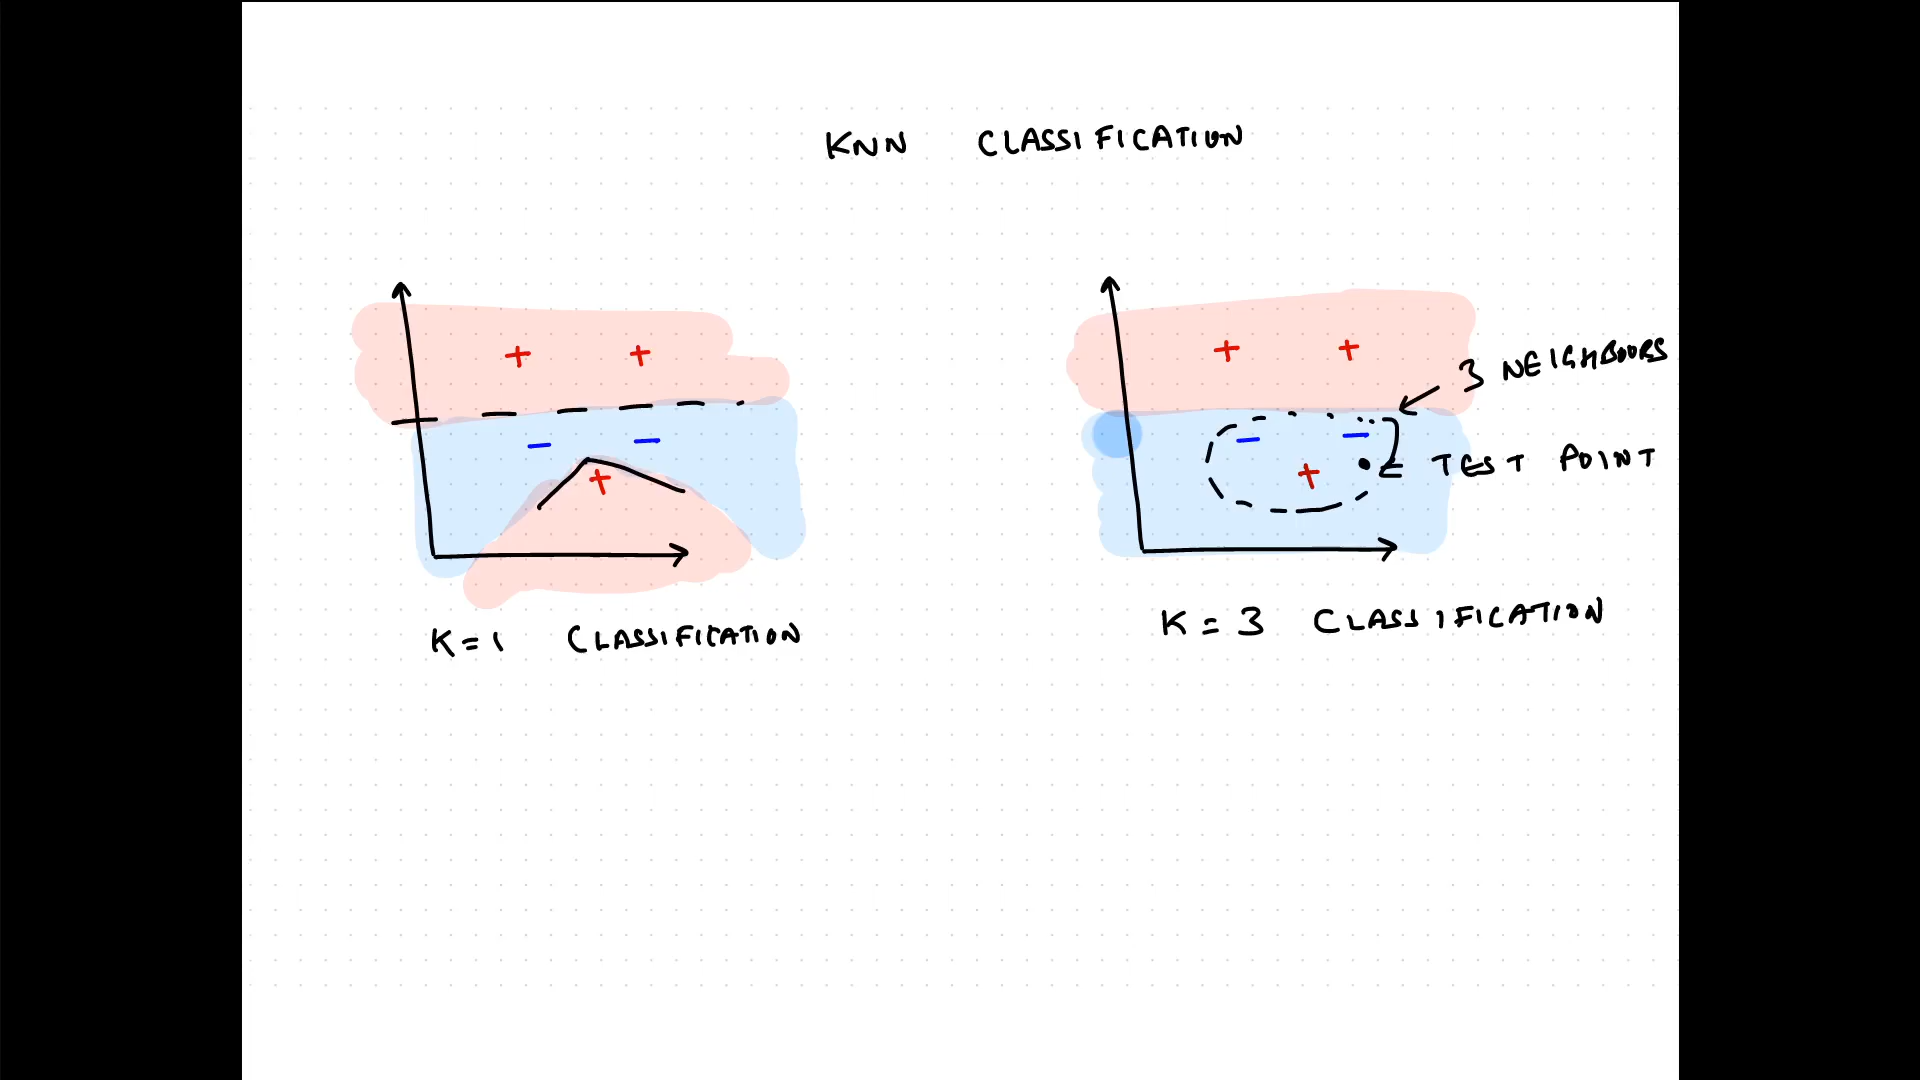 KNN CLASSIFICATION
3 NEIGHBOURS
TEST POINT
K=1 CLASSIFICATION
K = 3 CLASSIFICATION